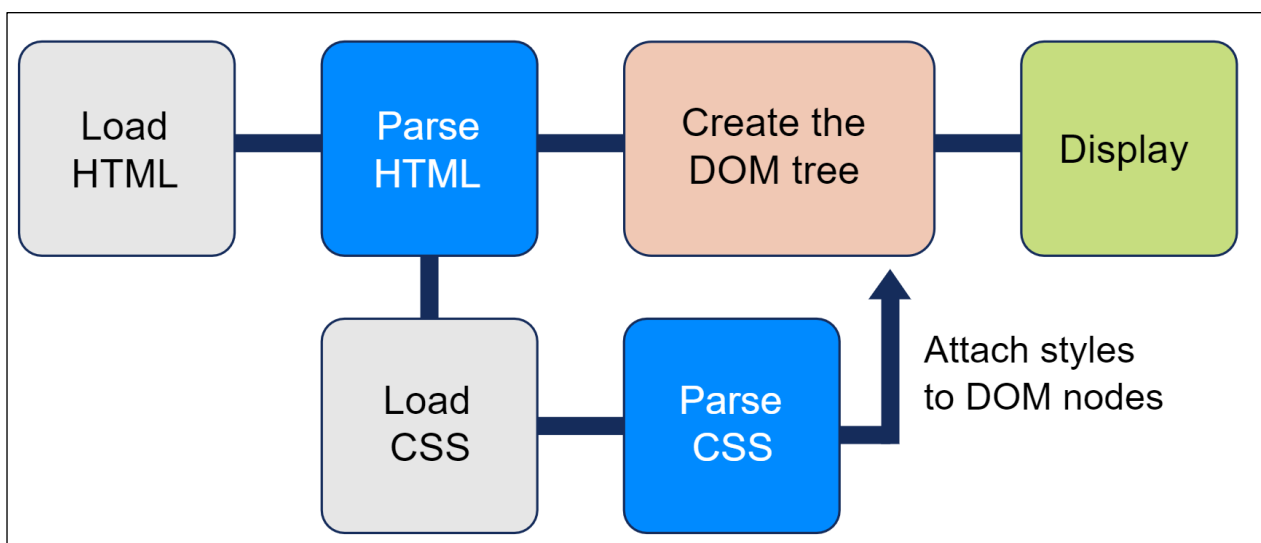 Load
HTML
Parse
HTML
Create the
DOM tree
Display
Load
CSS
Parse
CSS
Attach styles
to DOM nodes